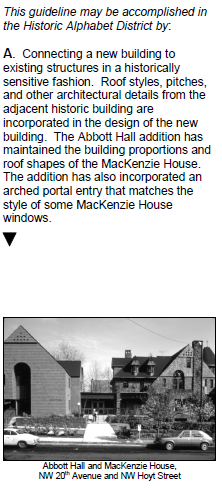 This guideline may be accomplished in
the Historic Alphabet District by:
A. Connecting a new building to
existing structures in a historically
sensitive fashion. Roof styles, pitches,
and other architectural details from the
adjacent historic building are
incorporated in the design of the new
building. The Abbott Hall addition has
maintained the building proportions and
roof shapes of the MacKenzie House.
The addition has also incorporated an
arched portal entry that matches the
style of some MacKenzie House
windows.
Abbott Hall and MacKenzie House,
NW 20th Avenue and NW Hoyt Street